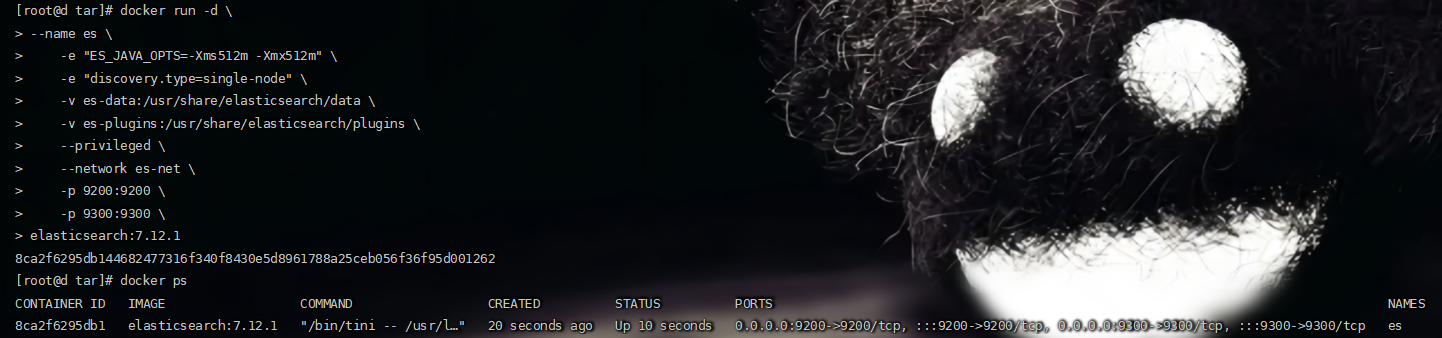 [root@d tar]# docker run -d \
> --name es \
>     -e "ES_JAVA_OPTS=-Xms512m -Xmx512m" \
>     -e "discovery.type=single-node" \
>     -v es-data:/usr/share/elasticsearch/data \
>     -v es-plugins:/usr/share/elasticsearch/plugins \
>     --privileged \
>     --network es-net \
>     -p 9200:9200 \
>     -p 9300:9300 \
> elasticsearch:7.12.1
8ca2f6295db144682477316f340f8430e5d8961788a25ceb056f36f95d001262
[root@d tar]# docker ps
CONTAINER ID   IMAGE                  COMMAND                  CREATED          STATUS          PORTS                                                                                  NAMES
8ca2f6295db1   elasticsearch:7.12.1   "/bin/tini -- /usr/l…"   20 seconds ago   Up 10 seconds   0.0.0.0:9200->9200/tcp, :::9200->9200/tcp, 0.0.0.0:9300->9300/tcp, :::9300->9300/tcp   es